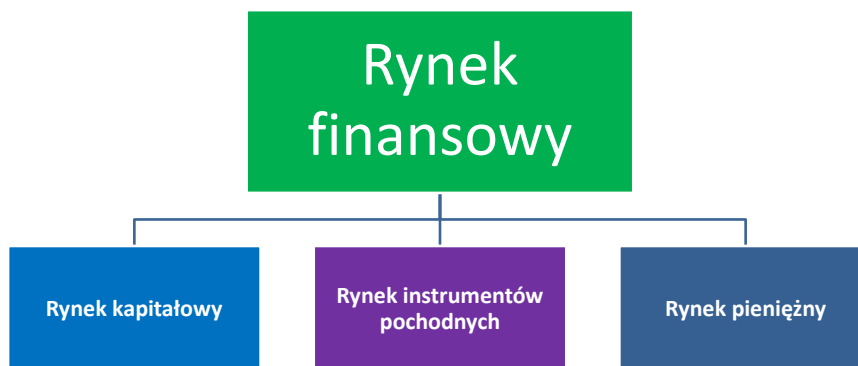 Rynek
finansowy
Rynek kapitałowy
Rynek instrumentów
pochodnych
Rynek pieniężny